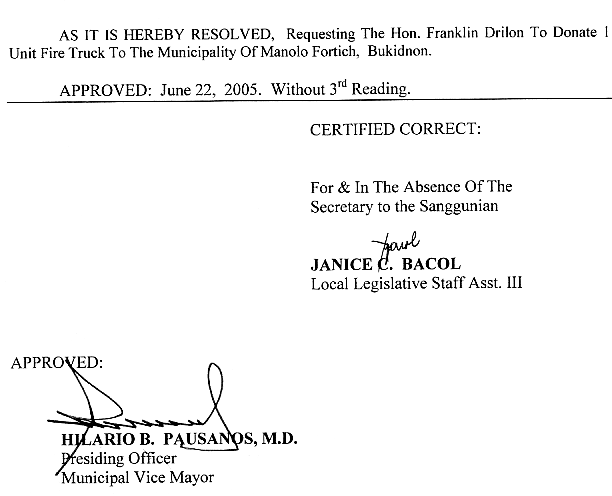 AS IT IS HEREBY RESOLVED, Requesting The Hon. Franklin Drilon To Donate 1
Unit Fire Truck To The Municipality Of Manolo Fortich, Bukidnon.
APPROVED: June 22, 2005. Without 3rd Reading.
CERTIFIED CORRECT:
For & In The Absence Of The
Secretary to the Sanggunian
JANICE C. BACOL
Local Legislative Staff Asst. III
APPROVED:
HILARIO B. PAUSANOS, M.D.
Presiding Officer
Municipal Vice Mayor